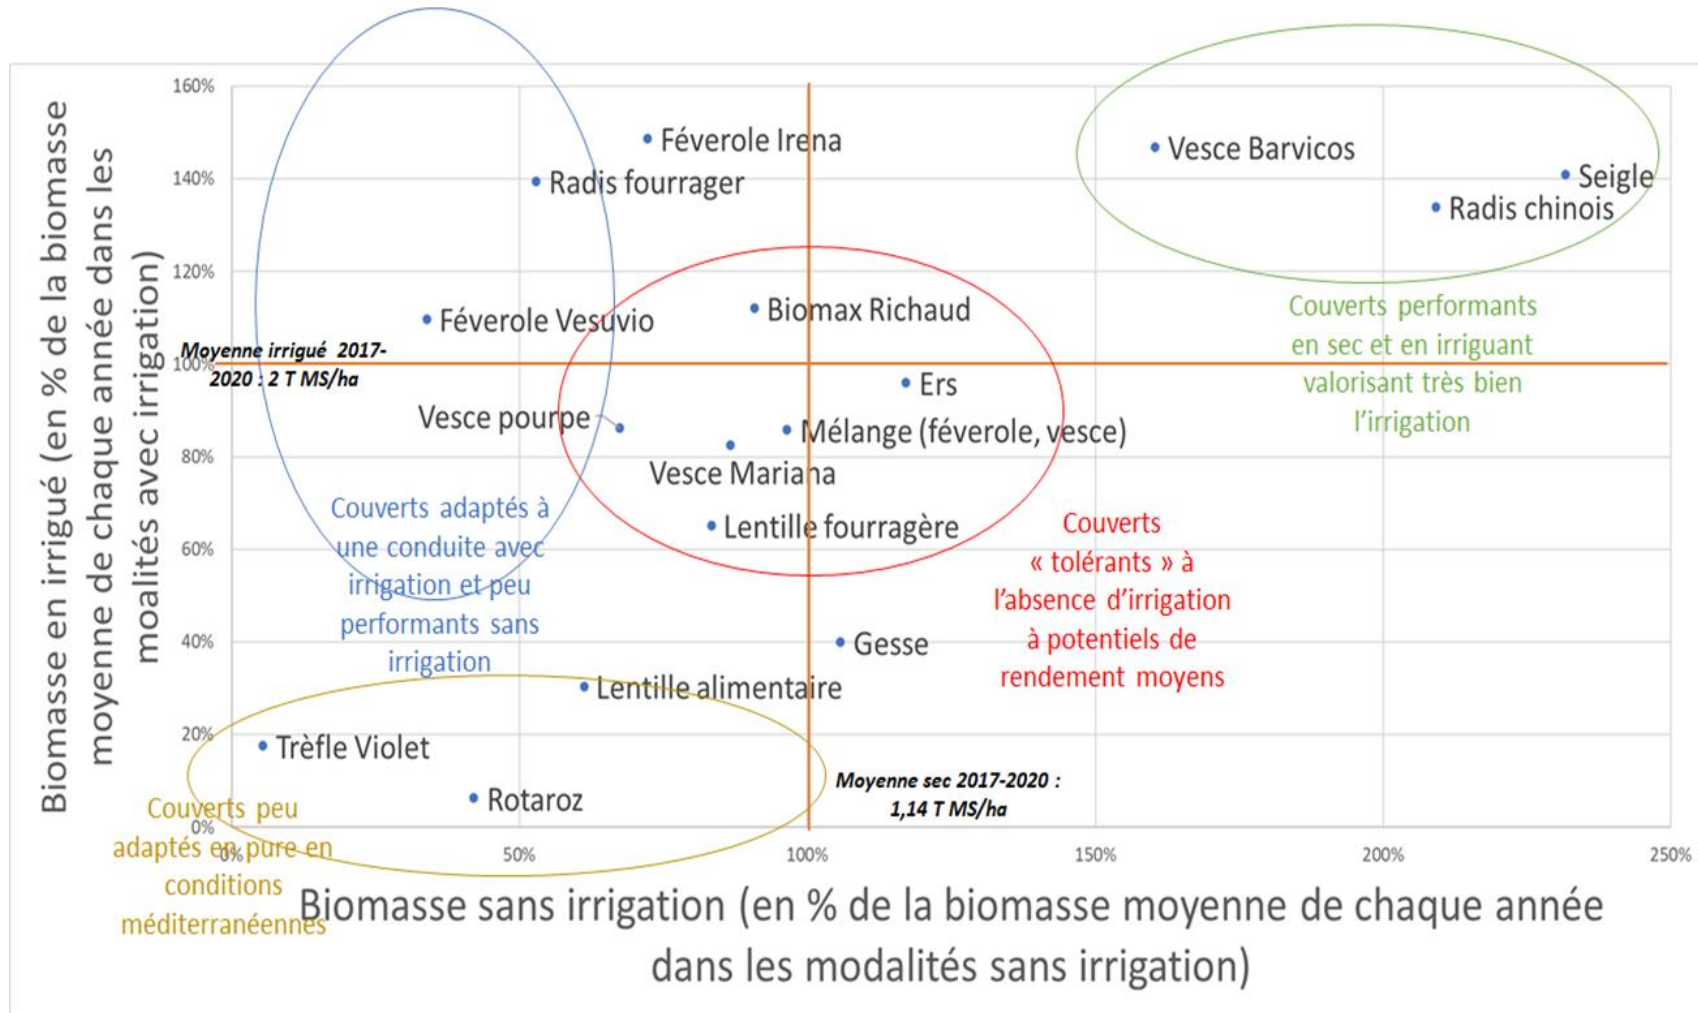 Biomasse en irrigué (en % de la biomasse
moyenne de chaque année dans les
moalités avec irrigation)
160%
140%
120%
100%
80%
60%
40%
20%
0%
Féverole Irena
Radis fourrager
Vesce Barvicos
Seigle
Radis chinois
Féverole Vesuvio
Biomax Richaud
Couverts performants
en sec et en irriguant
valorisant très bien
l'irrigation
Moyenne irrigué 2017-
2020 : 2 T MS/ha
Ers
Vesce pourpe
Mélange (féverole, vesce)
Vesce Mariana
Lentille fourragère
Couverts adaptés à
une conduite avec
irrigation et peu
performants sans
irrigation
Couverts
« tolérants » à
l'absence d'irrigation
à potentiels de
rendement moyens
Gesse
Lentille alimentaire
Trèfle Violet
Rotaroz
Moyenne sec 2017-2020 :
1,14 T MS/ha
Couverts peu
adaptés en pure en
conditions
méditerranéennes
0%
50%
100%
150%
200%
250%
Biomasse sans irrigation (en % de la biomasse moyenne de chaque année
dans les modalités sans irrigation)